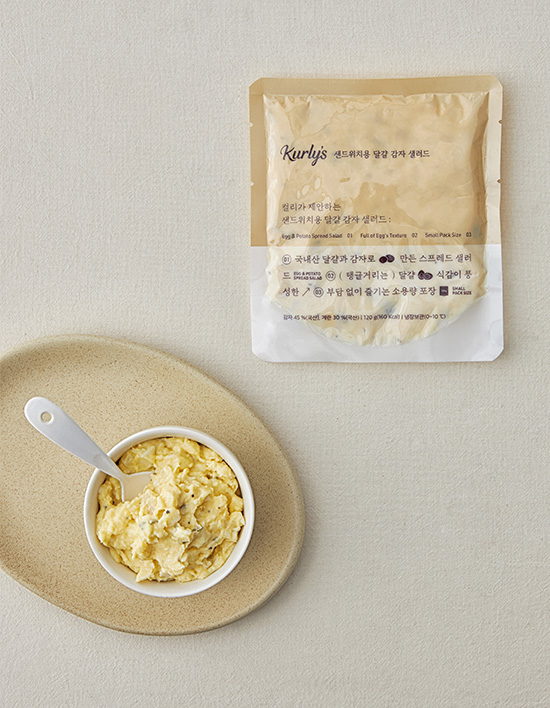 Kurly's 샌드위치용 달걀 감자 샐러드
컬리가 제안하는
샌드위치용 달걀 감자 샐러드 :
Egg & Potato Spread Salad 01 Full of Egg's Texture 02 Small Pack Size 03
01 국내산 달걀과 감자로 만든 스프레드 샐러
드 EGG & POTATO SPREAD SALAD 02 ( 탱글거리는 ) 달걀 식감이 풍
성한 03 부담 없이 즐기는 소용량 포장 SMALL PACK SIZE
감자 45 %(국산), 계란 30 %(국산) | 120 g(160 Kcal) | 냉장보관(0~10 ℃)